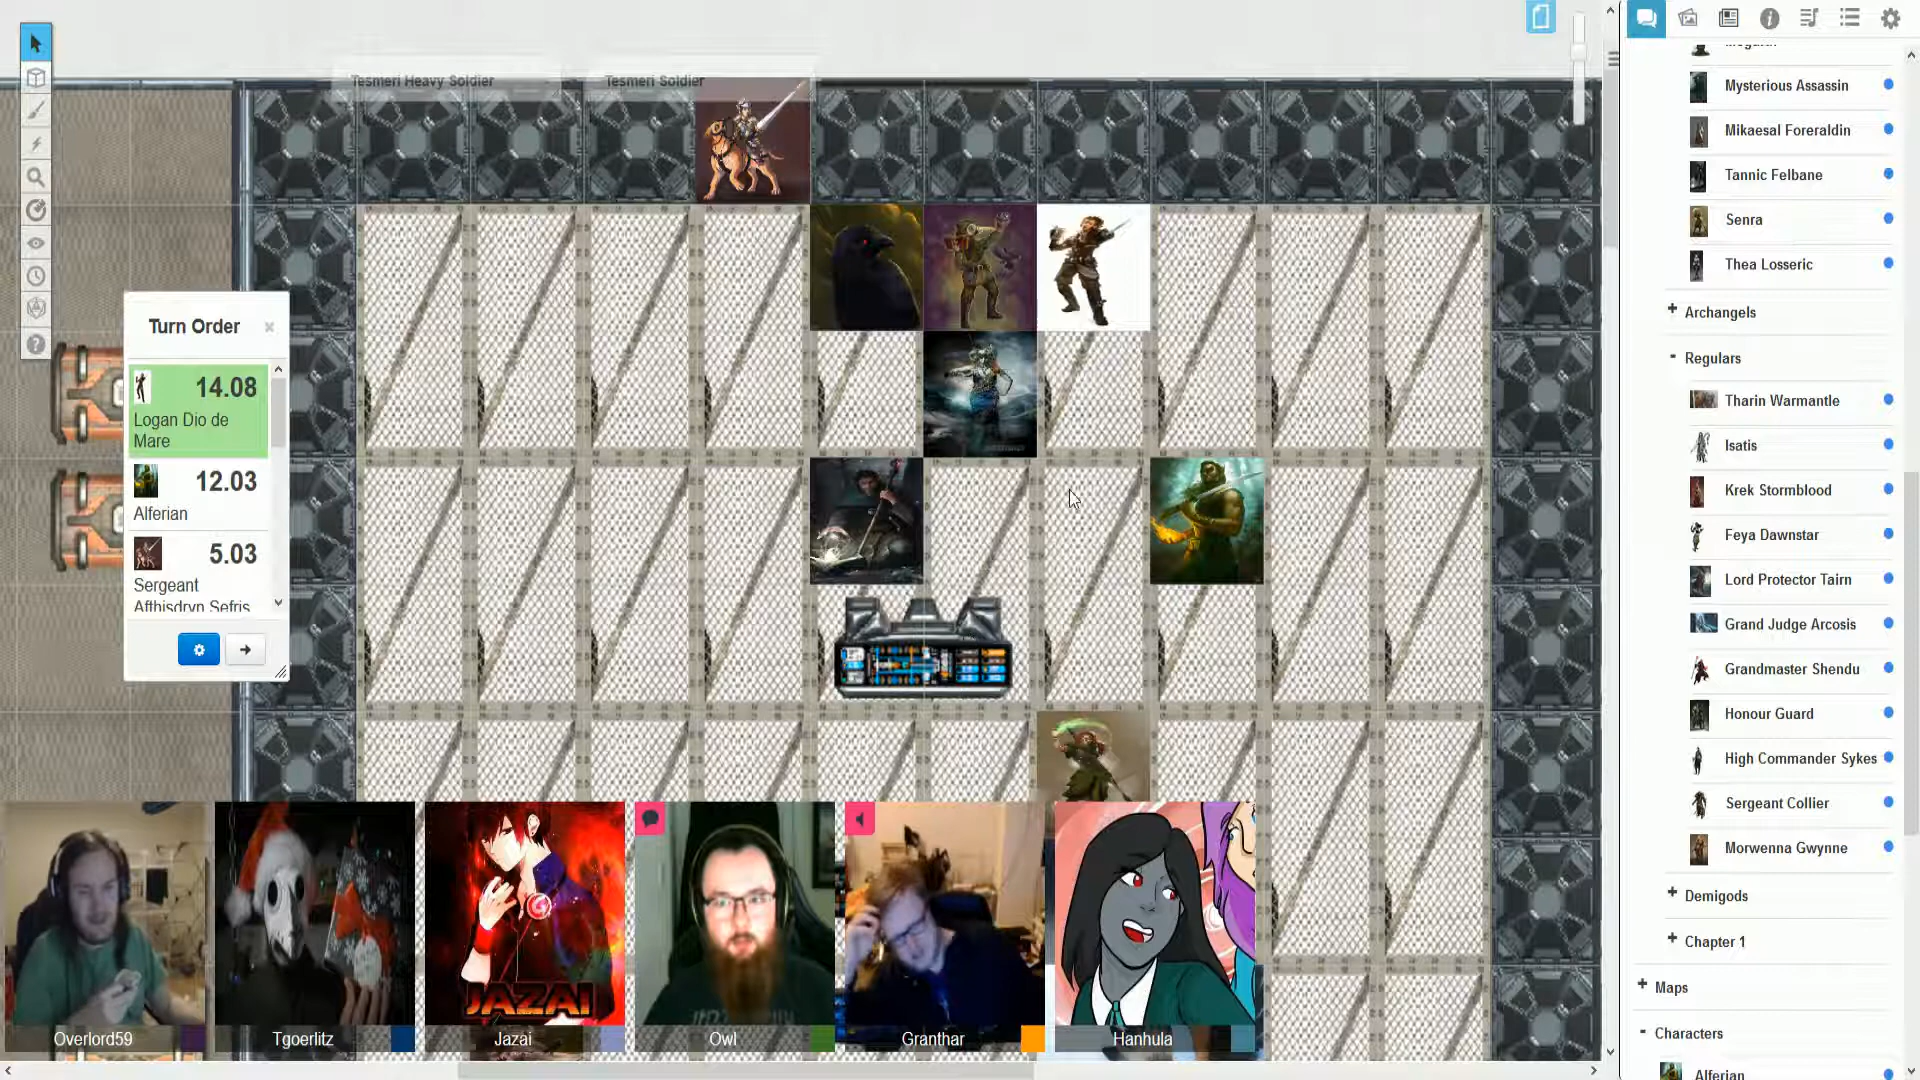 Tesmeri Heavy Soldier
Tesmeri Soldier
Turn Order
14.08
Logan Dio de
Mare
12.03
Alferian
5.03
Sergeant
Afthisdryn Sefris
Mysterious Assassin
Mikaesal Foreraldin
Tannic Felbane
Senra
Thea Losseric
Archangels
Regulars
Tharin Warmantle
Isatis
Krek Stormblood
Feya Dawnstar
Lord Protector Tairn
Grand Judge Arcosis
Grandmaster Shendu
Honour Guard
High Commander Sykes
Sergeant Collier
Morwenna Gwynne
Demigods
Chapter 1
Maps
Characters
Alferian
JAZAI
Overlord59
Tgoerlitz
Jazai
Owl
Granthar
Hanhula